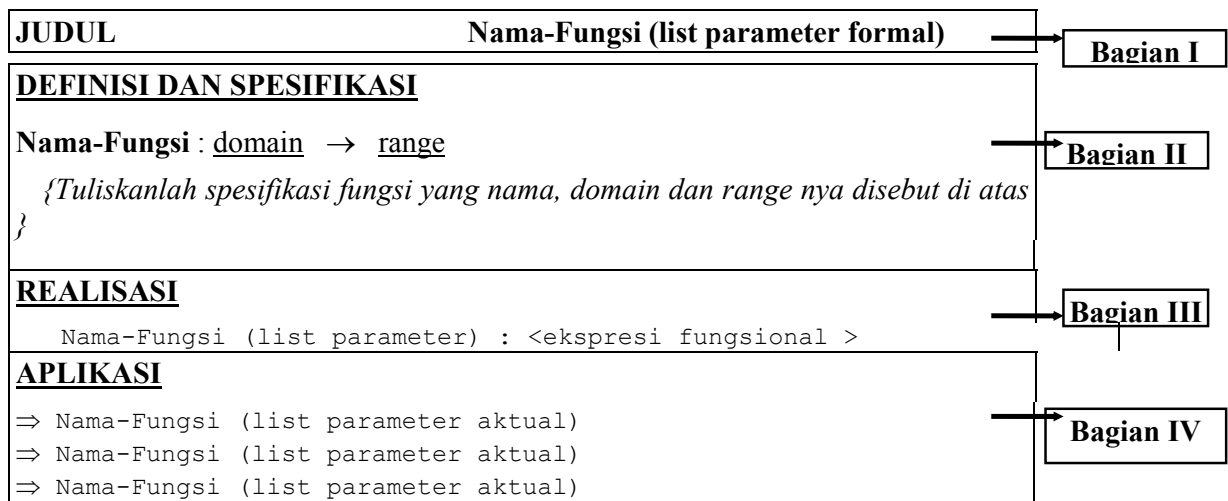 JUDUL Nama-Fungsi (list parameter formal)
Bagian I
DEFINISI DAN SPESIFIKASI
Nama-Fungsi : domain → range
Bagian II
{Tuliskanlah spesifikasi fungsi yang nama, domain dan range nya disebut di atas
}
REALISASI
Bagian III
Nama-Fungsi (list parameter) : <ekspresi fungsional >
APLIKASI
⇒ Nama-Fungsi (list parameter aktual)
Bagian IV
⇒ Nama-Fungsi (list parameter aktual)
⇒ Nama-Fungsi (list parameter aktual)